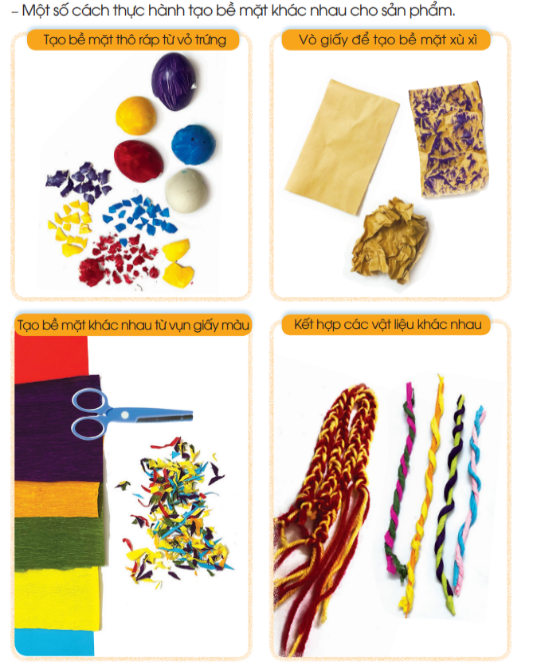 – Một số cách thực hành tạo bề mặt khác nhau cho sản phẩm.
Tạo bề mặt thô ráp từ vỏ trứng
Vò giấy để tạo bề mặt xù xì
Tạo bề mặt khác nhau từ vụn giấy màu
Kết hợp các vật liệu khác nhau